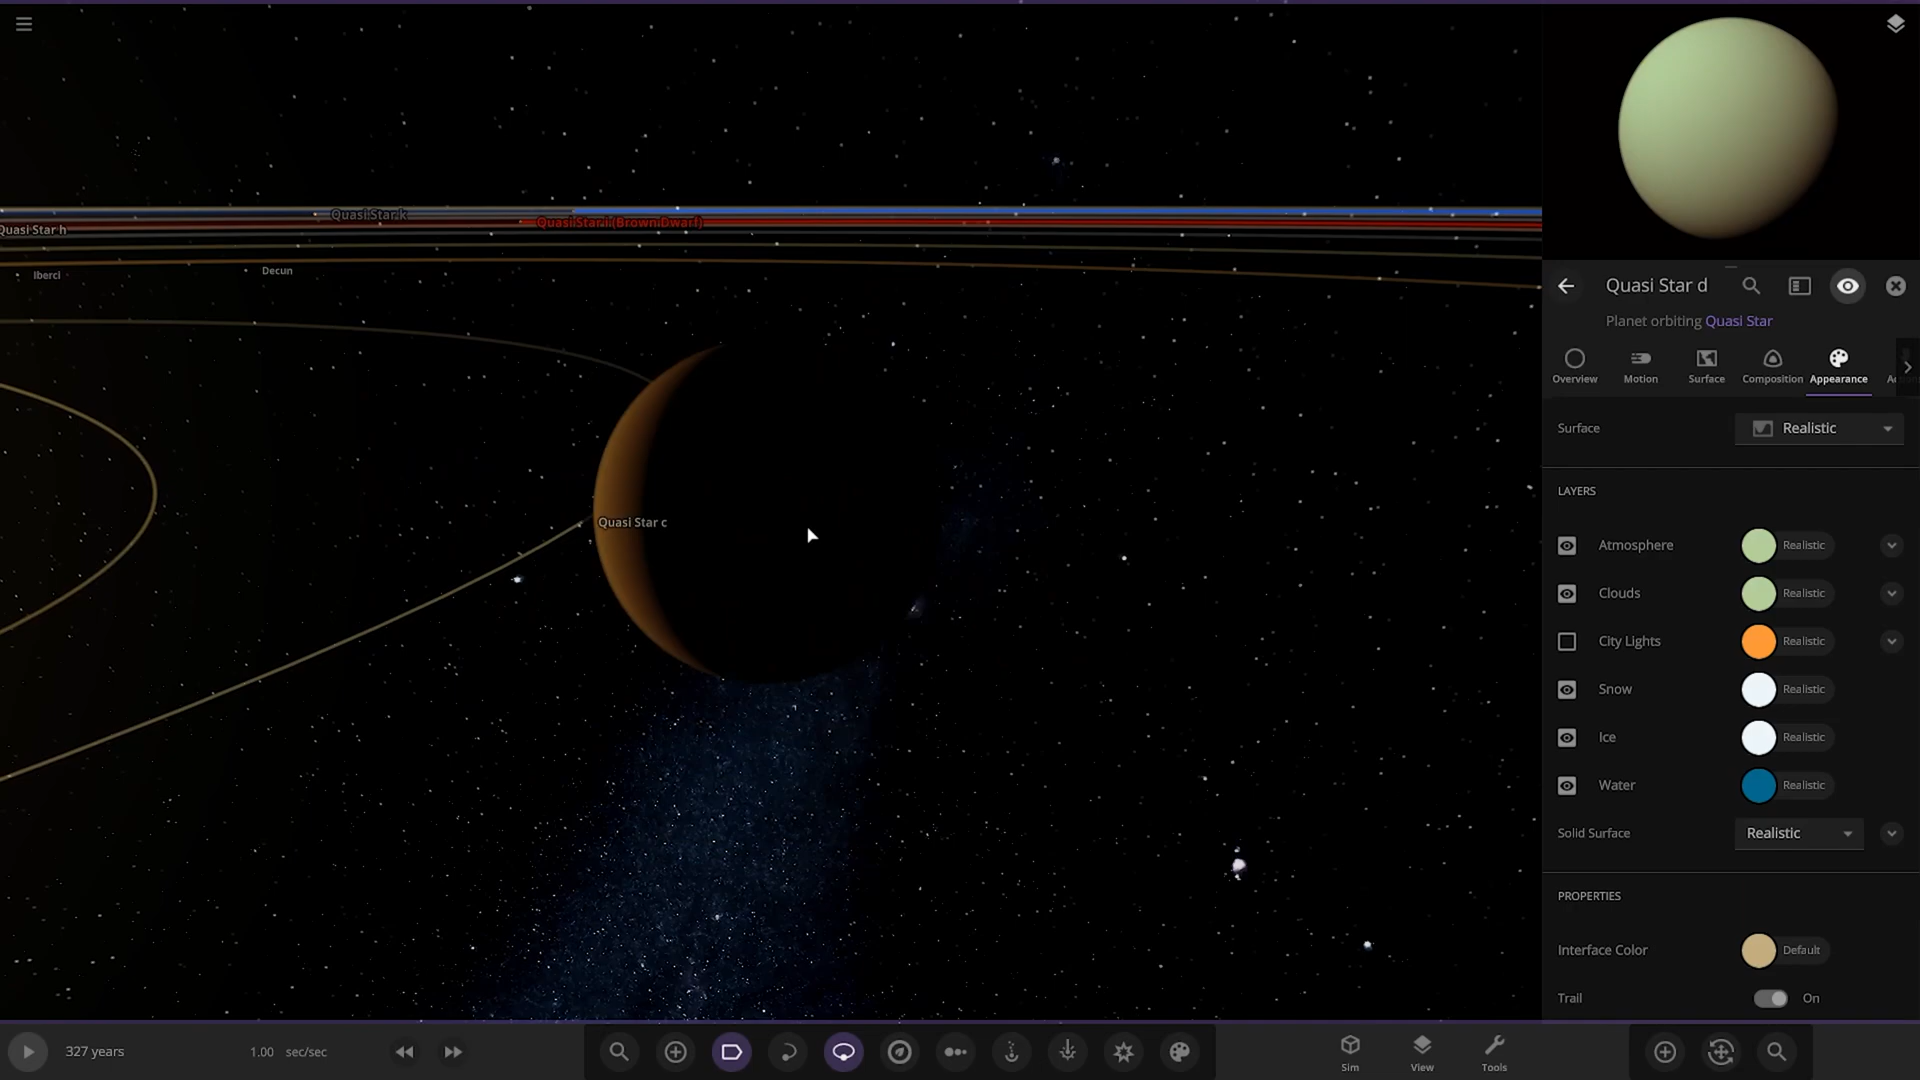 Quasi Star k
Quasi Star i (Brown Dwarf)
Quasi Star h
Iberci
Decun
Quasi Star c
Quasi Star d
Planet orbiting Quasi Star
Overview
Motion
Surface
Composition
Appearance
Surface
Realistic
LAYERS
Atmosphere
Realistic
Clouds
Realistic
City Lights
Realistic
Snow
Realistic
Ice
Realistic
Water
Realistic
Solid Surface
Realistic
PROPERTIES
Interface Color
Default
Trail
On
327 years
1.00 sec/sec
Sim
View
Tools